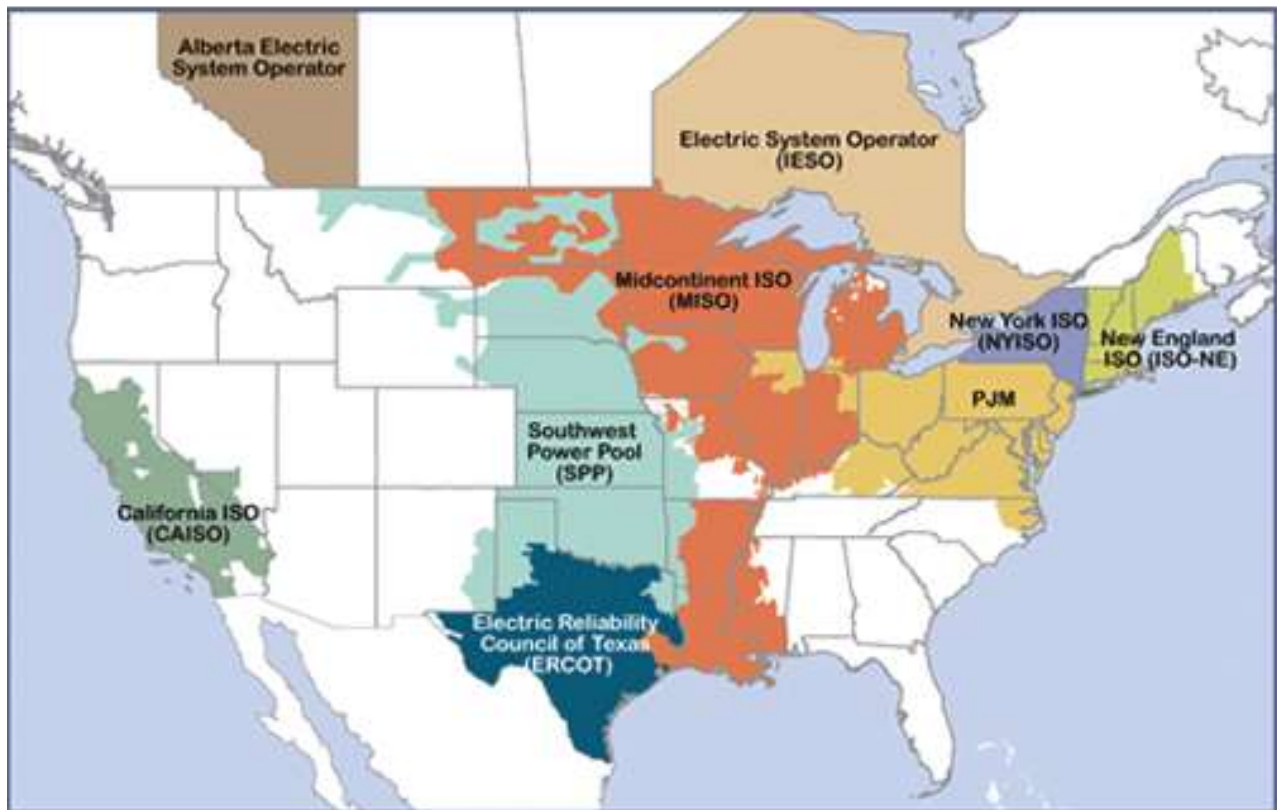 Alberta Electric
System Operator
Electric System Operator
(IESO)
Midcontinent ISO
(MISO)
New York ISO
(NYISO)
New England
ISO (ISO-NE)
PJM
Southwest
Power Pool
(SPP)
California ISO
(CAISO)
Electric Reliability
Council of Texas
(ERCOT)